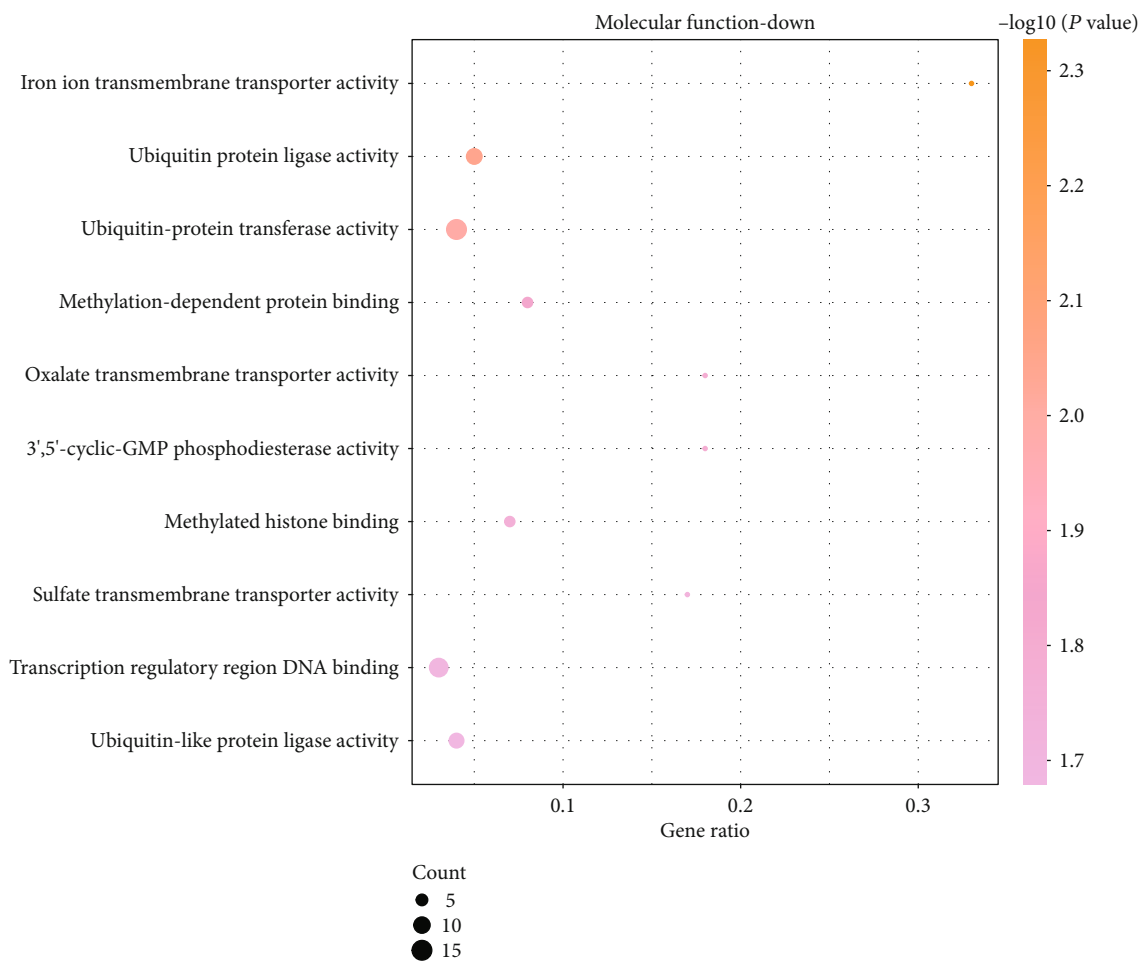 Molecular function-down
–log10 (P value)
Iron ion transmembrane transporter activity
Ubiquitin protein ligase activity
Ubiquitin-protein transferase activity
Methylation-dependent protein binding
Oxalate transmembrane transporter activity
3',5'-cyclic-GMP phosphodiesterase activity
Methylated histone binding
Sulfate transmembrane transporter activity
Transcription regulatory region DNA binding
Ubiquitin-like protein ligase activity
2.3
2.2
2.1
2.0
1.9
1.8
1.7
0.1 0.2 0.3
Gene ratio
Count
5
10
15